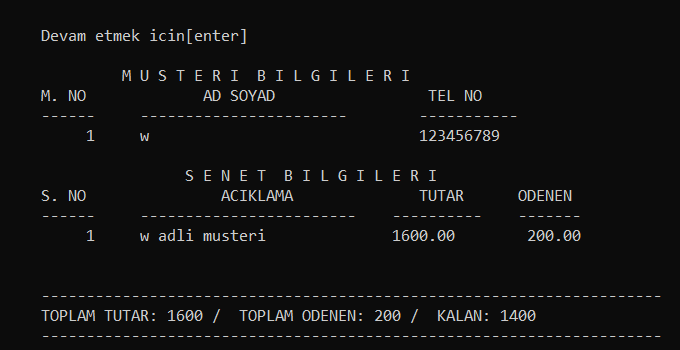 Devam etmek icin[enter]
M U S T E R I  B I L G I L E R I
M. NO             AD SOYAD                 TEL NO
------     -----------------------        -----------
     1     w                              123456789
S E N E T  B I L G I L E R I
S. NO               ACIKLAMA              TUTAR      ODENEN
------     ------------------------    ----------    -------
     1     w adli musteri              1600.00        200.00
---------------------------------------------------------------------
TOPLAM TUTAR: 1600 /  TOPLAM ODENEN: 200 /  KALAN: 1400
---------------------------------------------------------------------